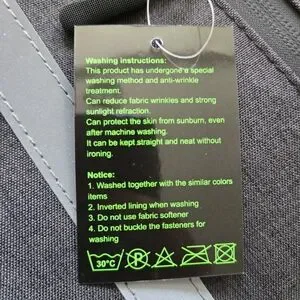 Washing instructions:
This product has undergone a special
washing method and anti-wrinkle
treatment.
Can reduce fabric wrinkles and strong
sunlight refraction.
Can protect the skin from sunburn, even
after machine washing.
It can be kept straight and neat without
ironing.
Notice:
1. Washed together with the similar colors
items
2. Inverted lining when washing
3. Do not use fabric softener
4. Do not buckle the fasteners for
washing
30°C P